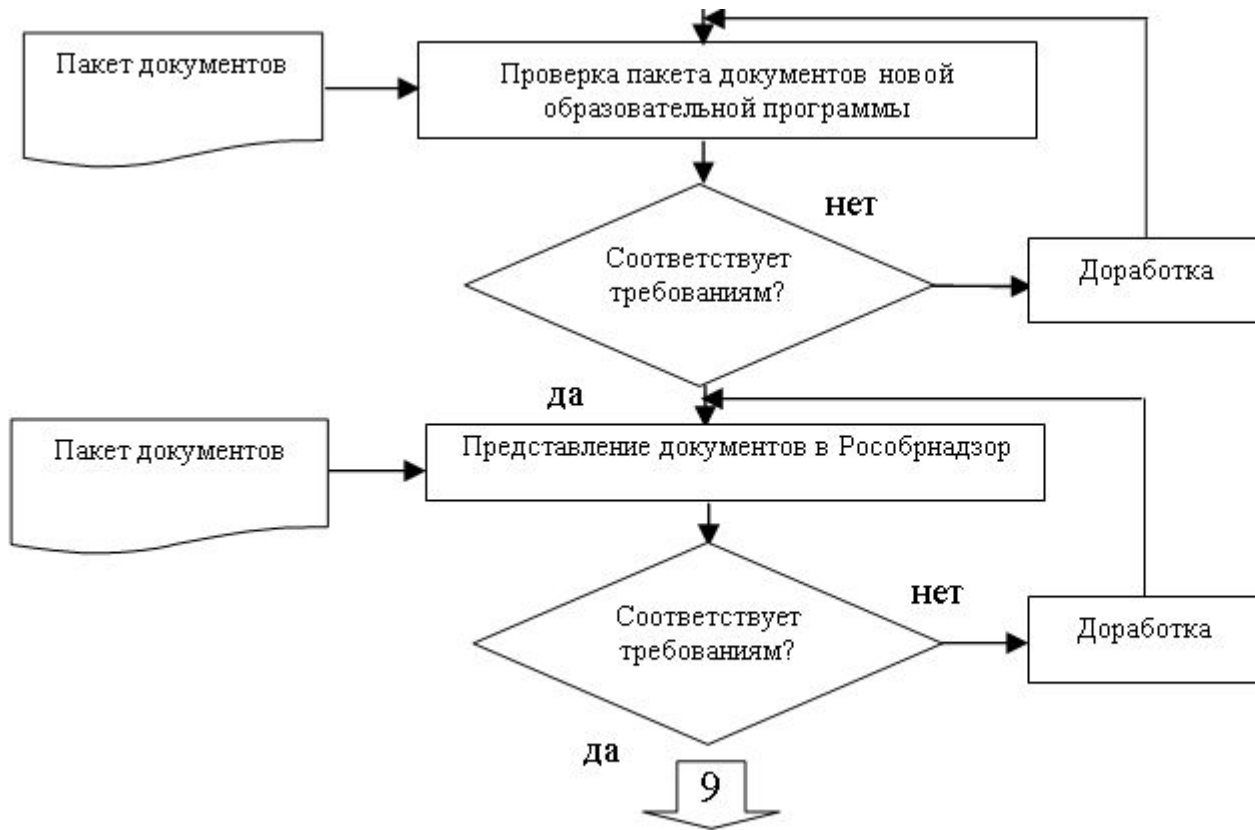 Пакет документов
Проверка пакета документов новой
образовательной программы
нет
Соответствует
требованиям?
Доработка
да
Пакет документов
Представление документов в Рособрнадзор
нет
Соответствует
требованиям?
Доработка
да
9